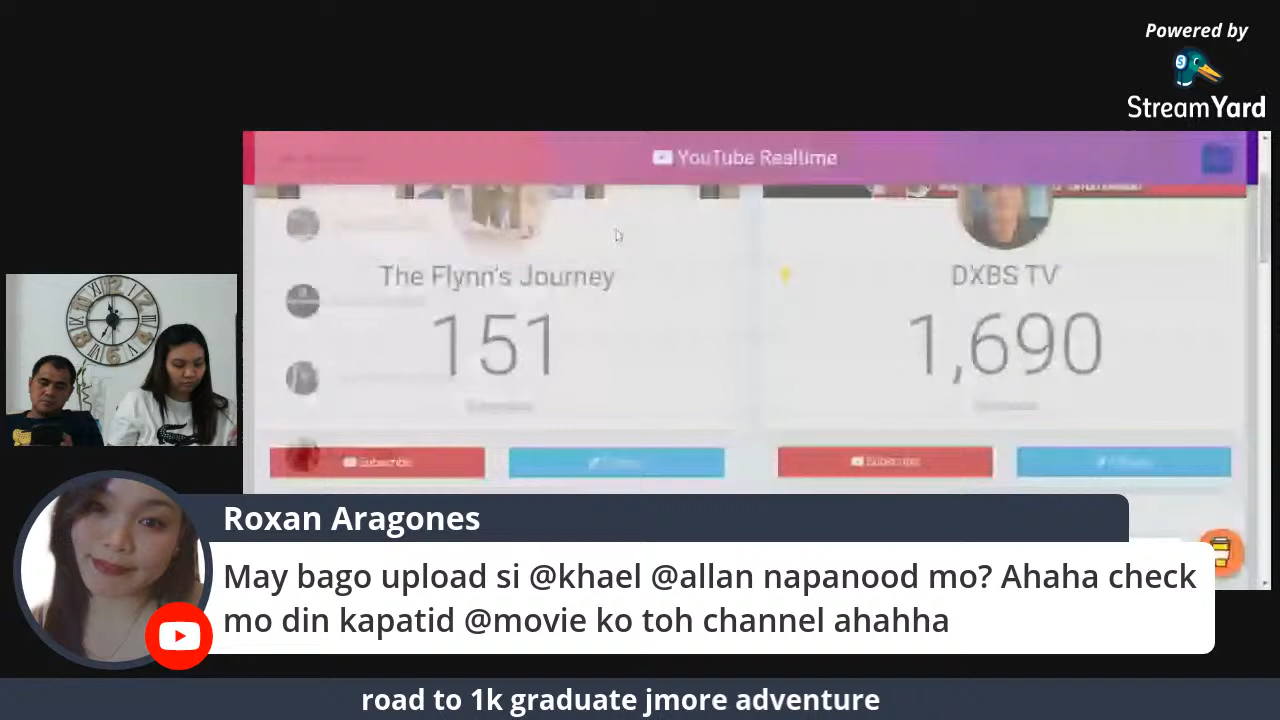 Powered by
StreamYard
YouTube Realtime
The Flynn's Journey
151
DXBS TV
1,690
Subscribe
Subscribe
Roxan Aragones
May bago upload si @khael @allan napanood mo? Ahaha check
mo din kapatid @movie ko toh channel ahahha
road to 1k graduate jmore adventure